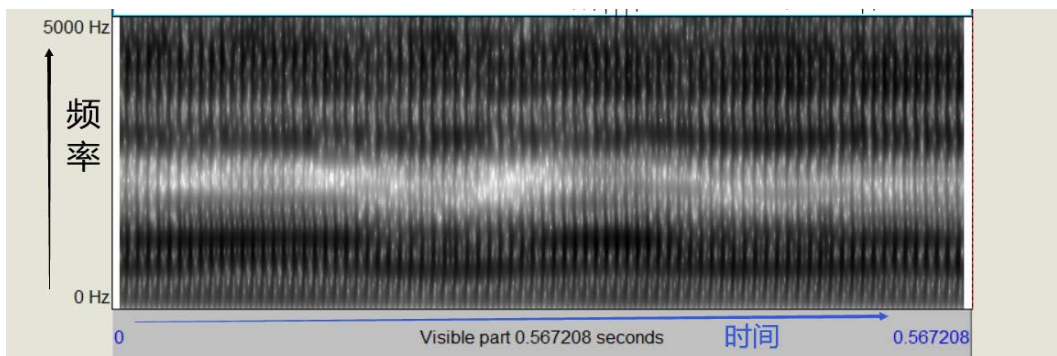 5000 Hz
频
率
0 Hz
0
Visible part 0.567208 seconds
时间
0.567208